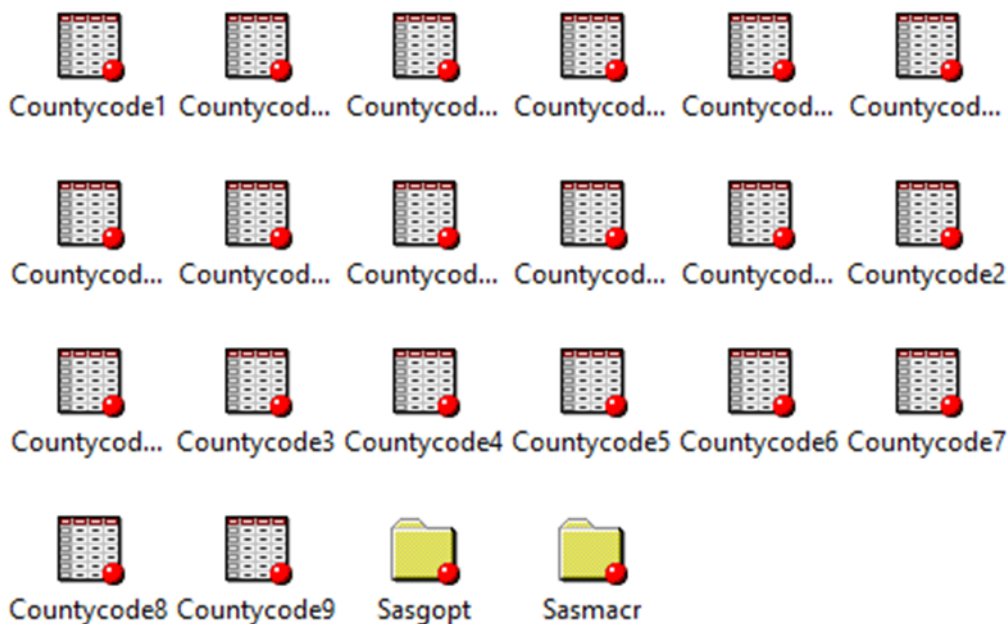 Countycode1 Countycod... Countycod... Countycod... Countycod... Countycod...
Countycod... Countycod... Countycod... Countycod... Countycod... Countycode2
Countycod... Countycode3 Countycode4 Countycode5 Countycode6 Countycode7
Countycode8 Countycode9 Sasgopt Sasmacr